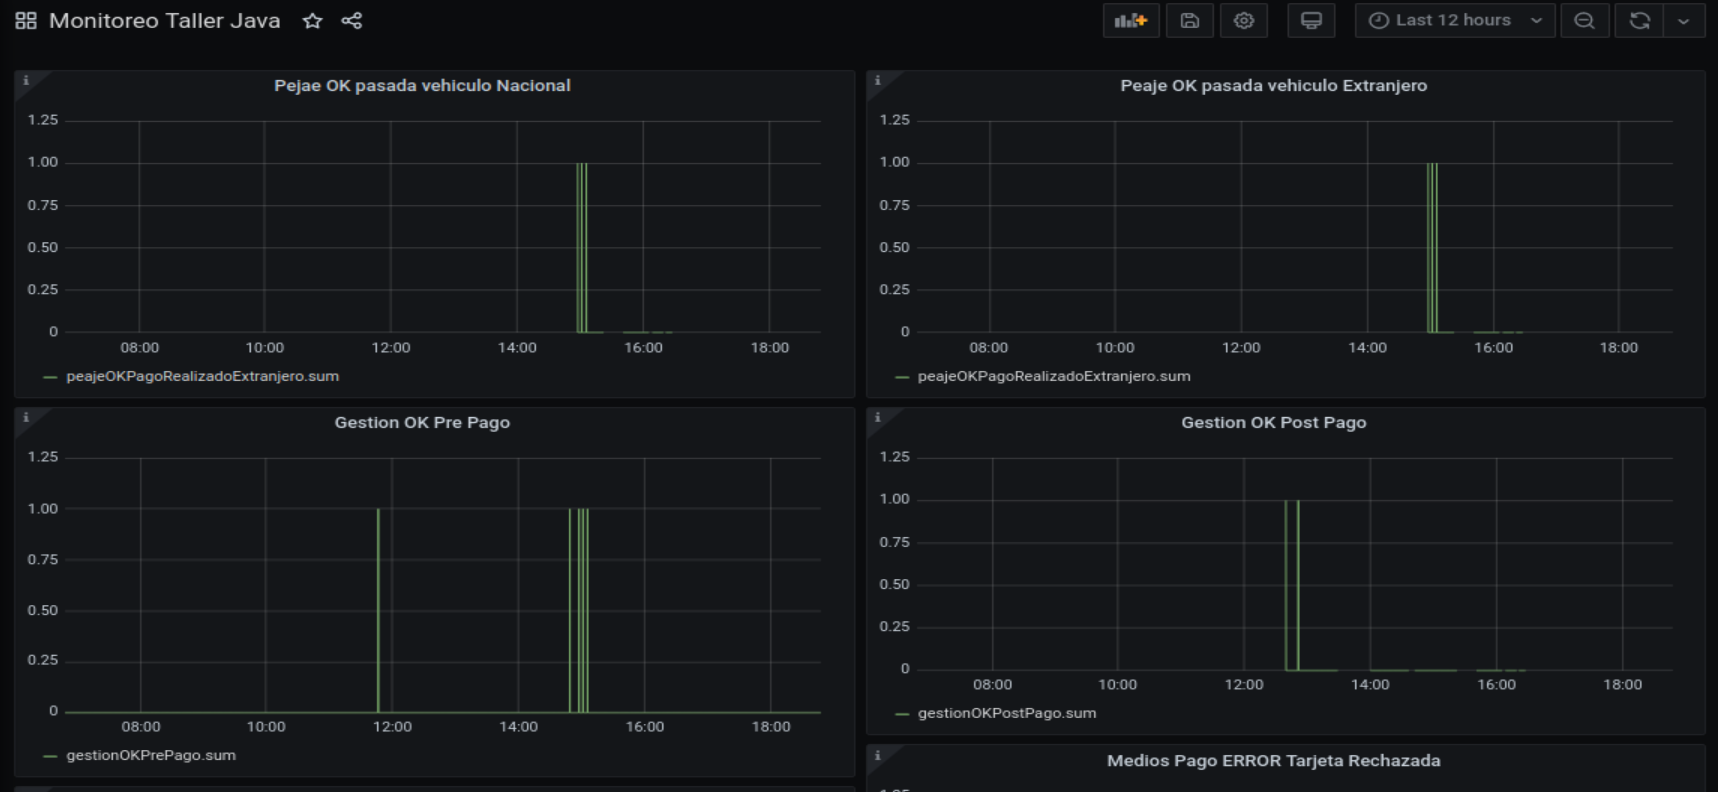 Monitoreo Taller Java
Last 12 hours
Pejae OK pasada vehiculo Nacional
1.25
1.00
0.75
0.50
0.25
0
08:00 10:00 12:00 14:00 16:00 18:00
peajeOKPagoRealizadoExtranjero.sum
Peaje OK pasada vehiculo Extranjero
1.25
1.00
0.75
0.50
0.25
0
08:00 10:00 12:00 14:00 16:00 18:00
peajeOKPagoRealizadoExtranjero.sum
Gestion OK Pre Pago
1.25
1.00
0.75
0.50
0.25
0
08:00 10:00 12:00 14:00 16:00 18:00
gestionOKPrePago.sum
Gestion OK Post Pago
1.25
1.00
0.75
0.50
0.25
0
08:00 10:00 12:00 14:00 16:00 18:00
gestionOKPostPago.sum
Medios Pago ERROR Tarjeta Rechazada